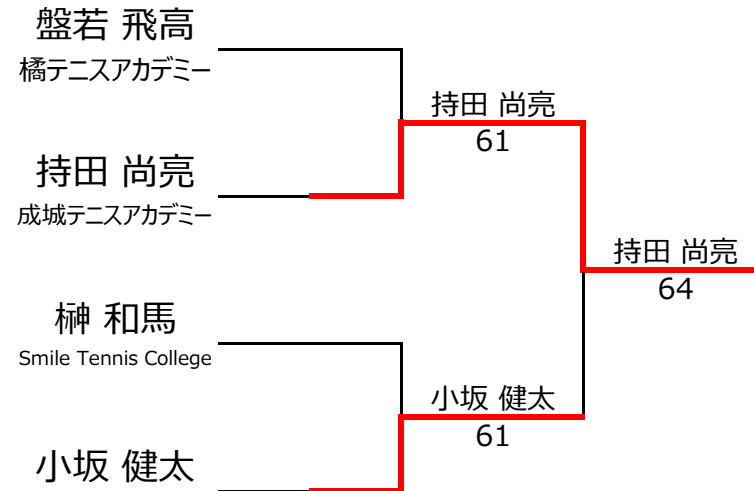 盤若 飛高
橘テニスアカデミー
持田 尚亮
61
持田 尚亮
成城テニスアカデミー
持田 尚亮
64
榊 和馬
Smile Tennis College
小坂 健太
61
小坂 健太